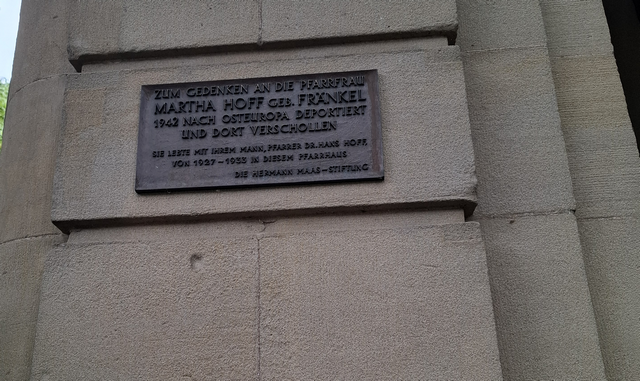 ZUM GEDENKEN AN DIE PFARRFRAU
MARTHA HOFF GEB. FRÄNKEL
1942 NACH OSTEUROPA DEPORTIERT
UND DORT VERSCHOLLEN
SIE LEBTE MIT IHREM MANN, PFARRER DR. HANS HOFF,
VON 1927–1933 IN DIESEM PFARRHAUS
DIE HERMANN MAAS–STIFTUNG